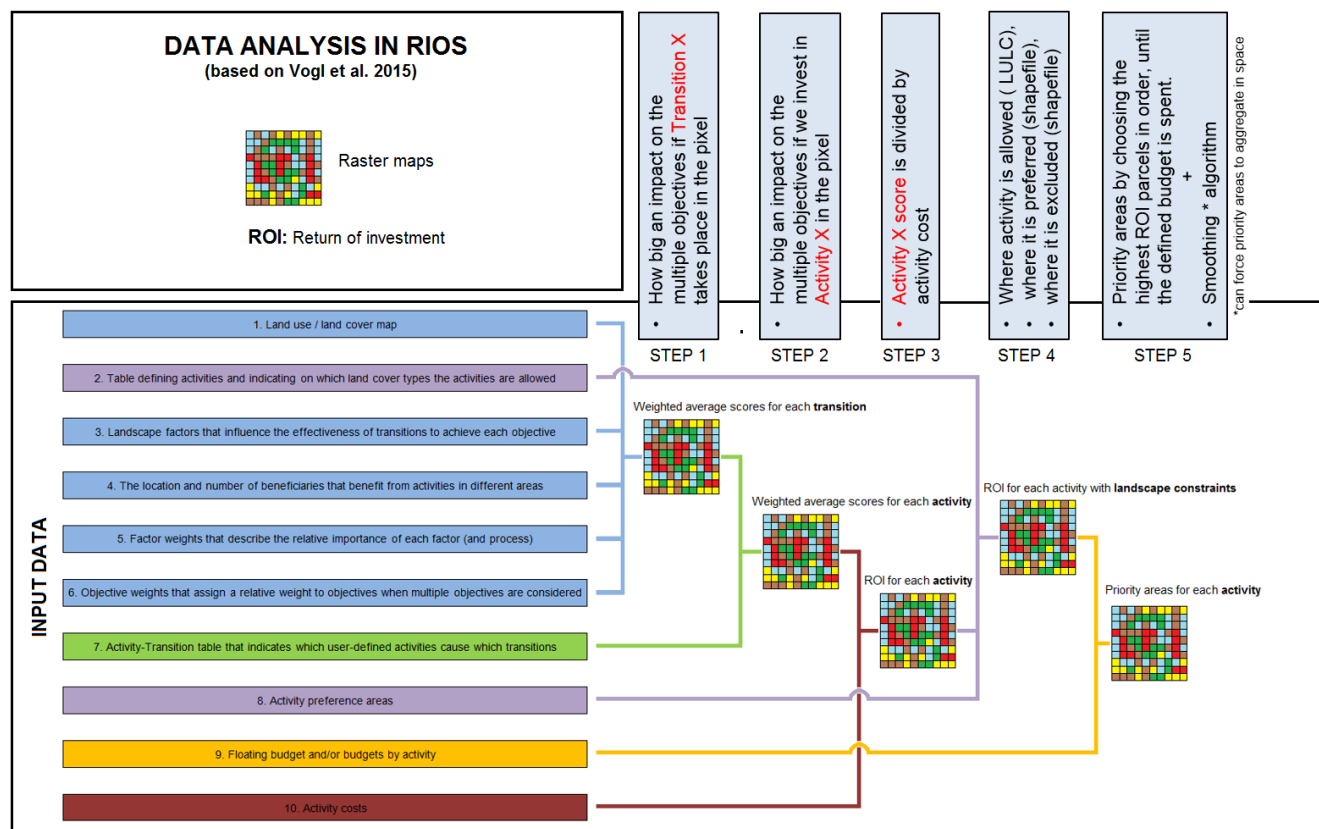 DATA ANALYSIS IN RIOS
(based on Vogl et al. 2015)
Raster maps
ROI: Return of investment
• How big an impact on the
multiple objectives if Transition X
takes place in the pixel
STEP 1
• How big an impact on the
multiple objectives if we invest in
Activity X in the pixel
STEP 2
• Activity X score is divided by
activity cost
STEP 3
• Where activity is allowed ( LULC),
• where it is preferred (shapefile),
• where it is excluded (shapefile)
STEP 4
• Priority areas by choosing the
highest ROI parcels in order, until
the defined budget is spent.
+
• Smoothing * algorithm
STEP 5
*can force priority areas to aggregate in space
INPUT DATA
1. Land use / land cover map
2. Table defining activities and indicating on which land cover types the activities are allowed
3. Landscape factors that influence the effectiveness of transitions to achieve each objective
4. The location and number of beneficiaries that benefit from activities in different areas
5. Factor weights that describe the relative importance of each factor (and process)
6. Objective weights that assign a relative weight to objectives when multiple objectives are considered
7. Activity-Transition table that indicates which user-defined activities cause which transitions
8. Activity preference areas
9. Floating budget and/or budgets by activity
10. Activity costs
Weighted average scores for each transition
Weighted average scores for each activity
ROI for each activity
ROI for each activity with landscape constraints
Priority areas for each activity